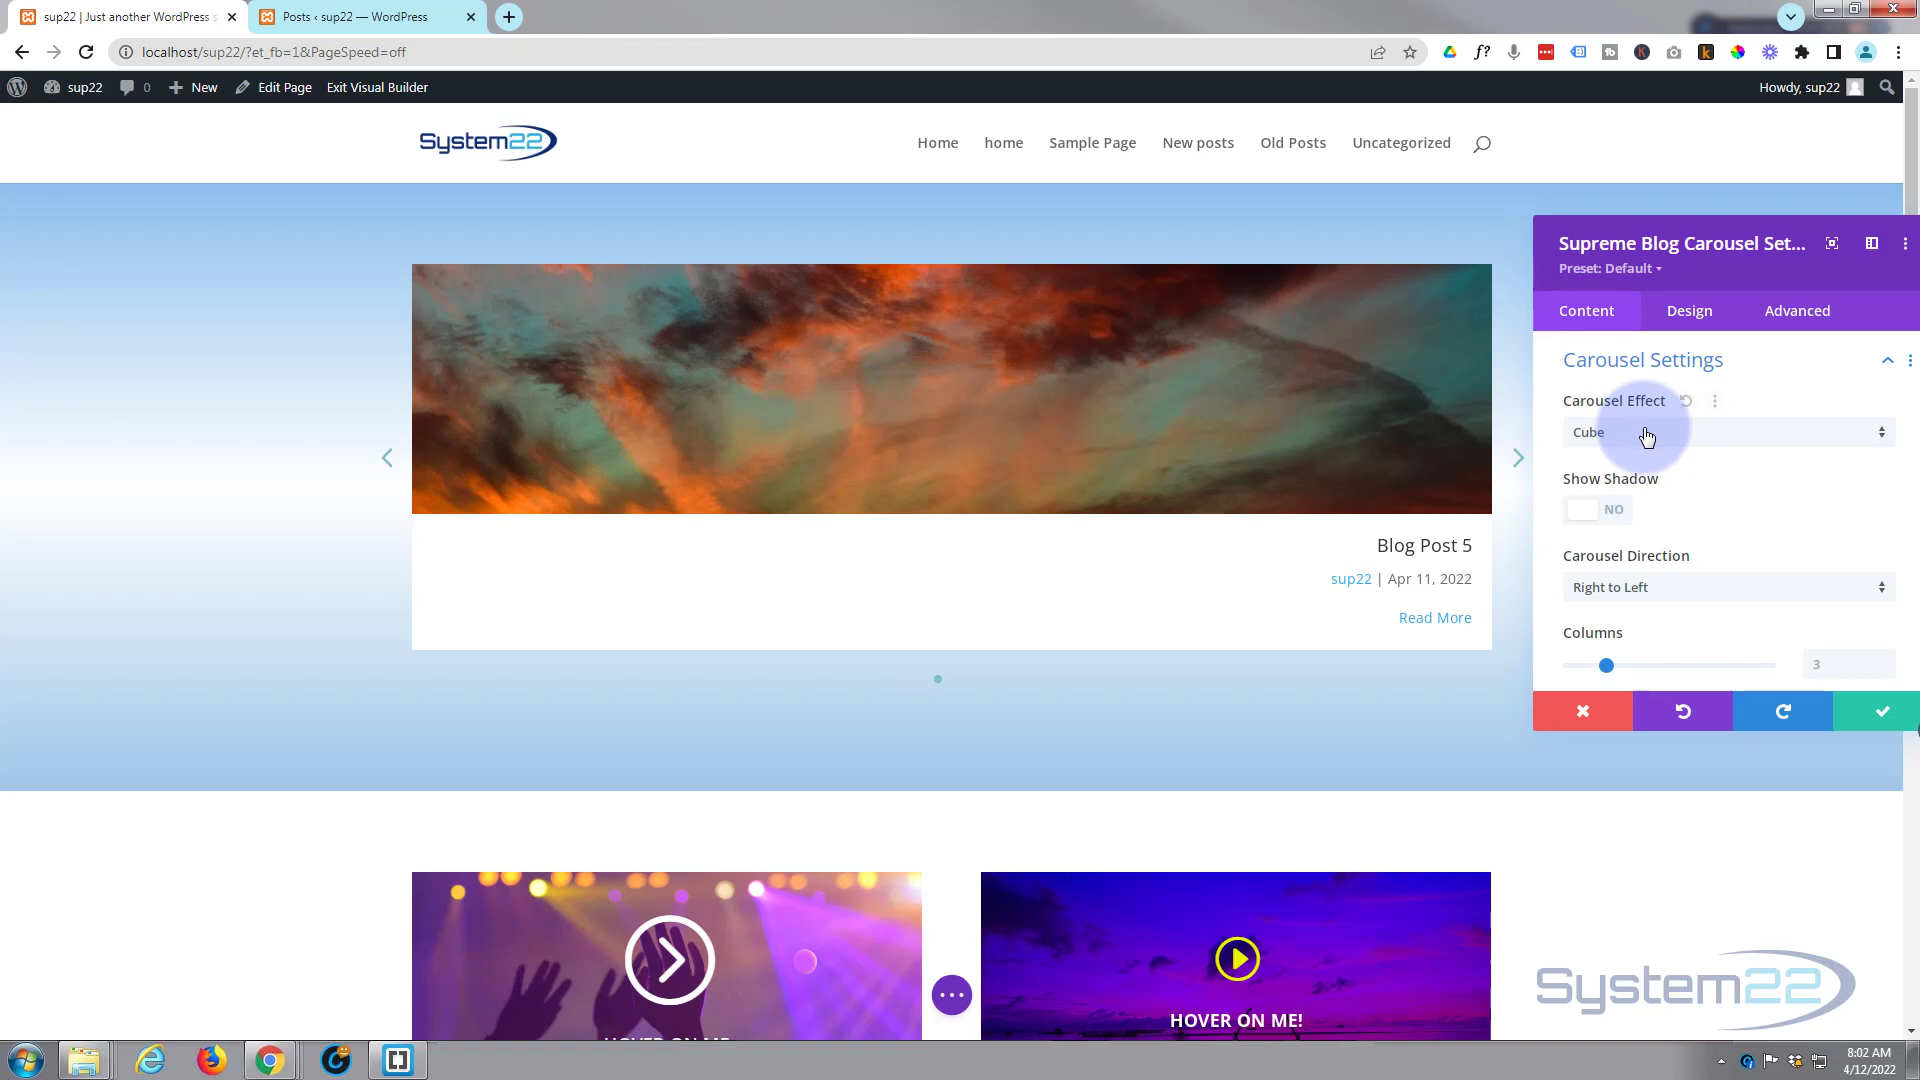 sup22 | Just another WordPress s
Posts ‹ sup22 — WordPress
localhost/sup22/?et_fb=1&PageSpeed=off
sup22
0
New
Edit Page
Exit Visual Builder
Howdy, sup22
System22
Home
home
Sample Page
New posts
Old Posts
Uncategorized
Supreme Blog Carousel Set...
Preset: Default
Content
Design
Advanced
Carousel Settings
Carousel Effect
Cube
Show Shadow
NO
Carousel Direction
Right to Left
Columns
3
Blog Post 5
sup22 | Apr 11, 2022
Read More
HOVER ON ME!
System22
8:02 AM
4/12/2022